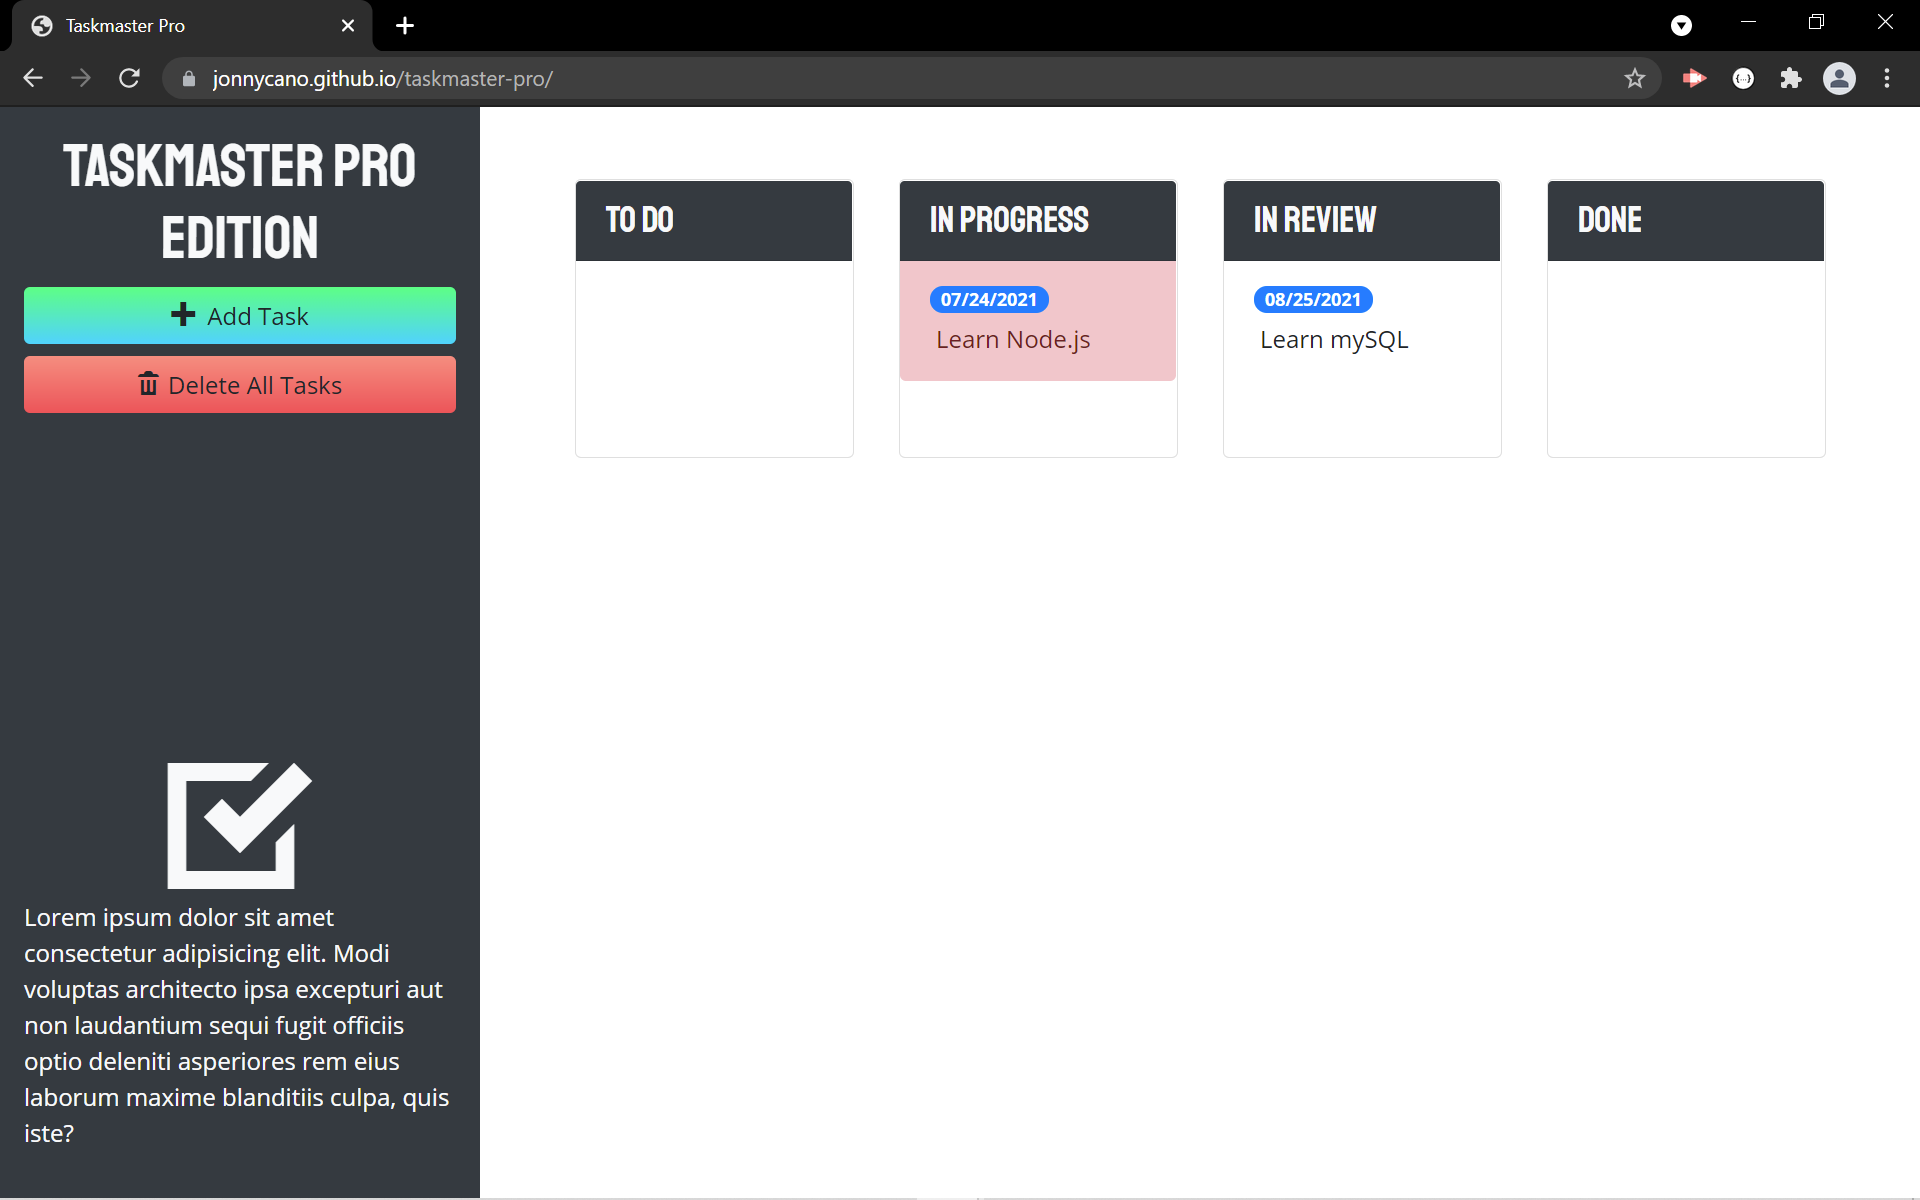 Taskmaster Pro
jonnycano.github.io/taskmaster-pro/
TASKMASTER PRO
EDITION
Add Task
Delete All Tasks
Lorem ipsum dolor sit amet
consectetur adipisicing elit. Modi
voluptas architecto ipsa excepturi aut
non laudantium sequi fugit officiis
optio deleniti asperiores rem eius
laborum maxime blanditiis culpa, quis
iste?
TO DO
IN PROGRESS
07/24/2021
Learn Node.js
IN REVIEW
08/25/2021
Learn mySQL
DONE